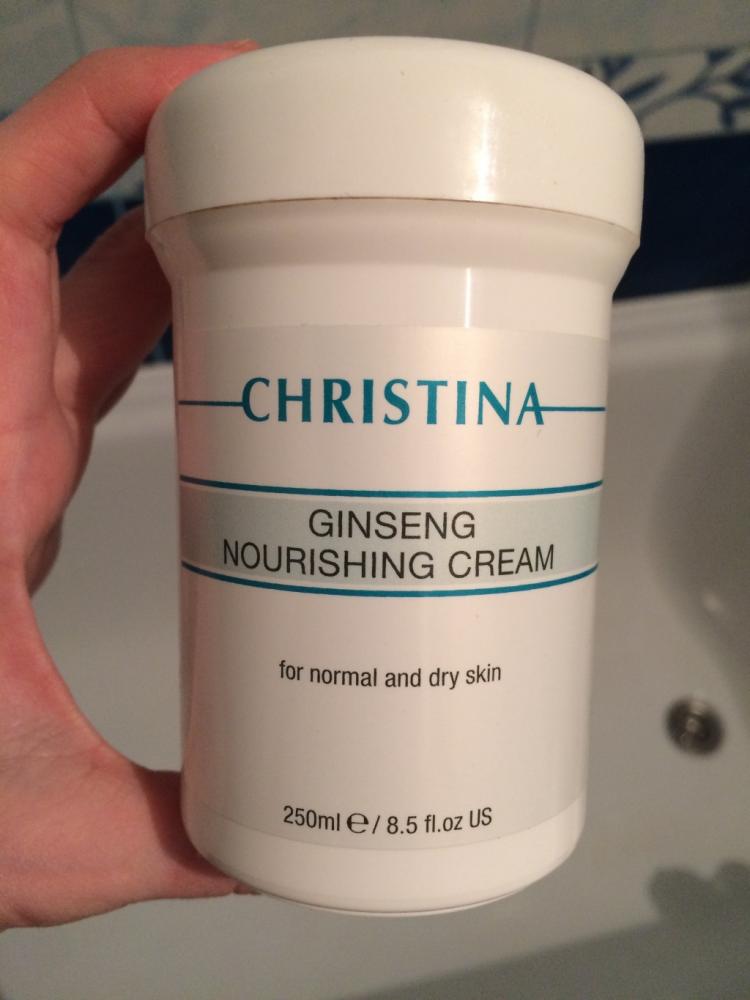 CHRISTINA
GINSENG
NOURISHING CREAM
for normal and dry skin
250ml ℮ / 8.5 fl.oz US